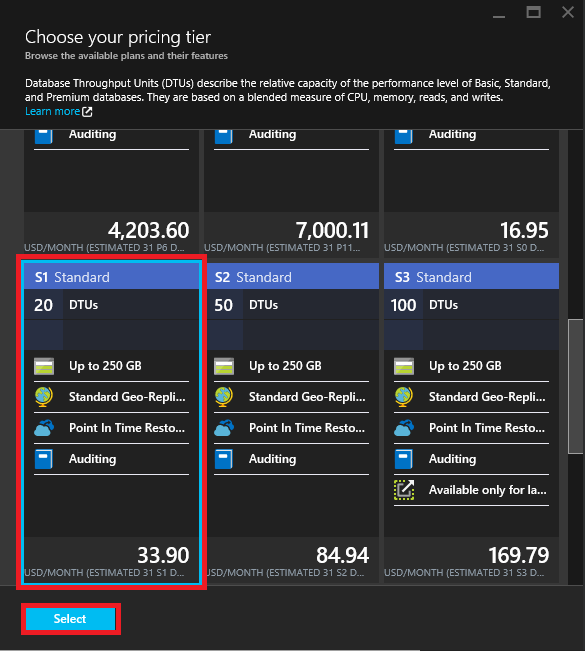 Choose your pricing tier
Browse the available plans and their features
Database Throughput Units (DTUs) describe the relative capacity of the performance level of Basic, Standard,
and Premium databases. They are based on a blended measure of CPU, memory, reads, and writes.
Learn more
Auditing
4,203.60
USD/MONTH (ESTIMATED 31 P6 D...
Auditing
7,000.11
USD/MONTH (ESTIMATED 31 P11...
Auditing
16.95
USD/MONTH (ESTIMATED 31 S0 D...
S1 Standard
20 DTUs
Up to 250 GB
Standard Geo-Repli...
Point In Time Resto...
Auditing
33.90
USD/MONTH (ESTIMATED 31 S1 D...
S2 Standard
50 DTUs
Up to 250 GB
Standard Geo-Repli...
Point In Time Resto...
Auditing
84.94
USD/MONTH (ESTIMATED 31 S2 D...
S3 Standard
100 DTUs
Up to 250 GB
Standard Geo-Repli...
Point In Time Resto...
Auditing
Available only for la...
169.79
USD/MONTH (ESTIMATED 31 S3 D...
Select